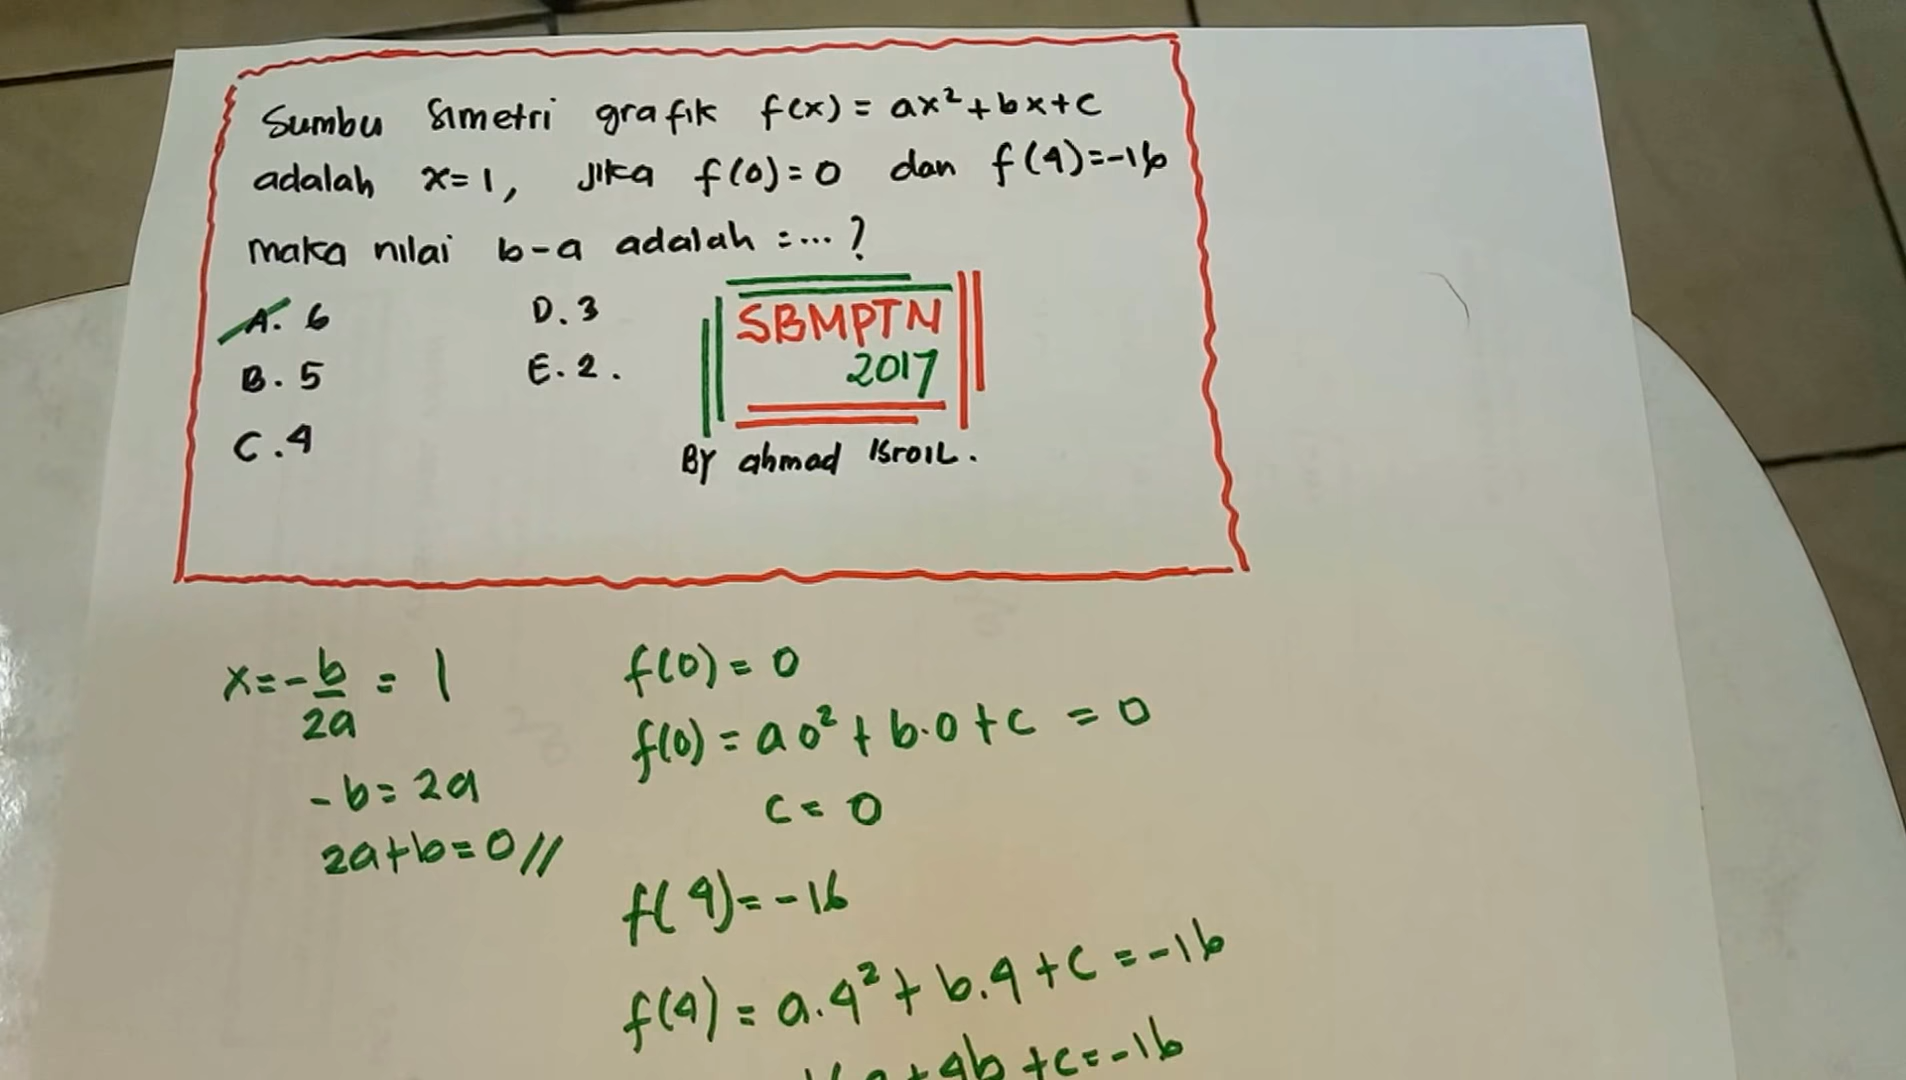 Sumbu Simetri grafik f(x) = ax² + bx + c
adalah x = 1, Jika f(0) = 0 dan f(4) = -16
maka nilai b - a adalah = ... ?
A. 6
B. 5
C. 4
D. 3
E. 2.
SBMPTN
2017
BY ahmad ISroiL.
x = -b/2a = 1
-b = 2a
2a + b = 0 //
f(0) = 0
f(0) = a0² + b.0 + c = 0
c = 0
f(4) = -16
f(4) = a.4² + b.4 + c = -16
+ 4b + c = -16